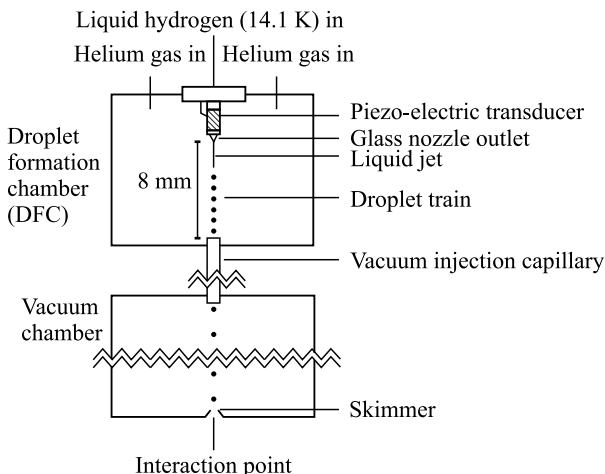 Liquid hydrogen (14.1 K) in
Helium gas in
Helium gas in
Piezo-electric transducer
Glass nozzle outlet
Liquid jet
Droplet
formation
chamber
(DFC)
8 mm
Droplet train
Vacuum injection capillary
Vacuum
chamber
Skimmer
Interaction point